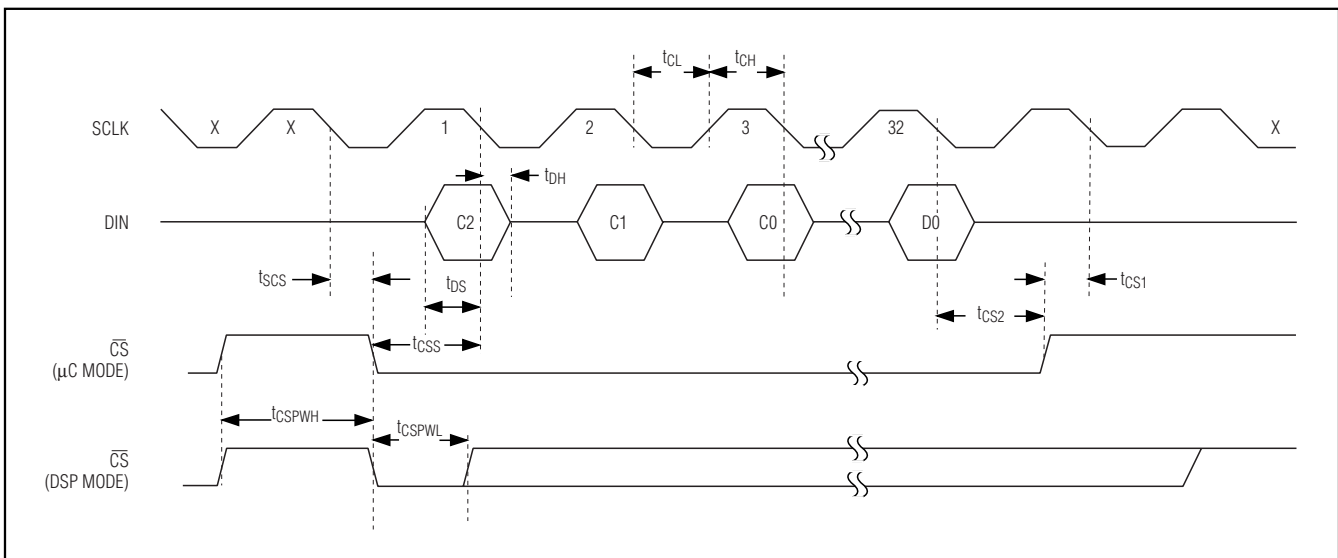 tCL tCH
SCLK X X 1 2 3 32 X
tDH
DIN C2 C1 C0 D0
tSCS tDS tCS1
tCS2
CS
(μC MODE)
tCSS
tCSPWH
tCSPWL
CS
(DSP MODE)